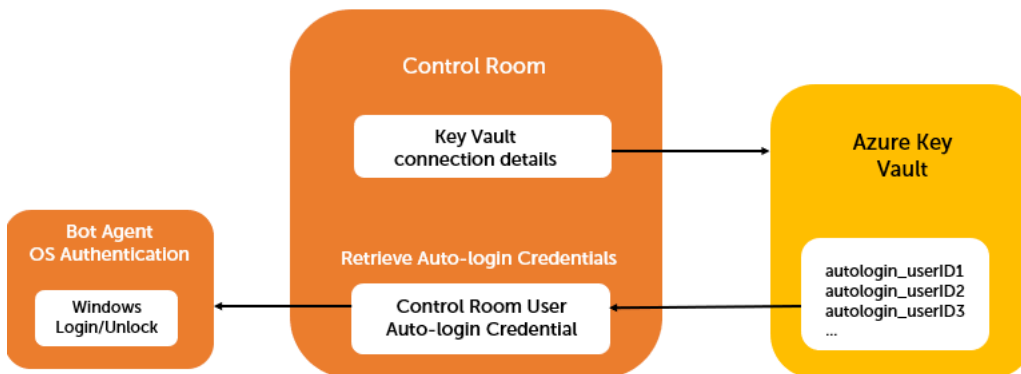 Control Room
Key Vault
connection details
Azure Key
Vault
Bot Agent
OS Authentication
Windows
Login/Unlock
Retrieve Auto-login Credentials
Control Room User
Auto-login Credential
autologin_userID1
autologin_userID2
autologin_userID3
...